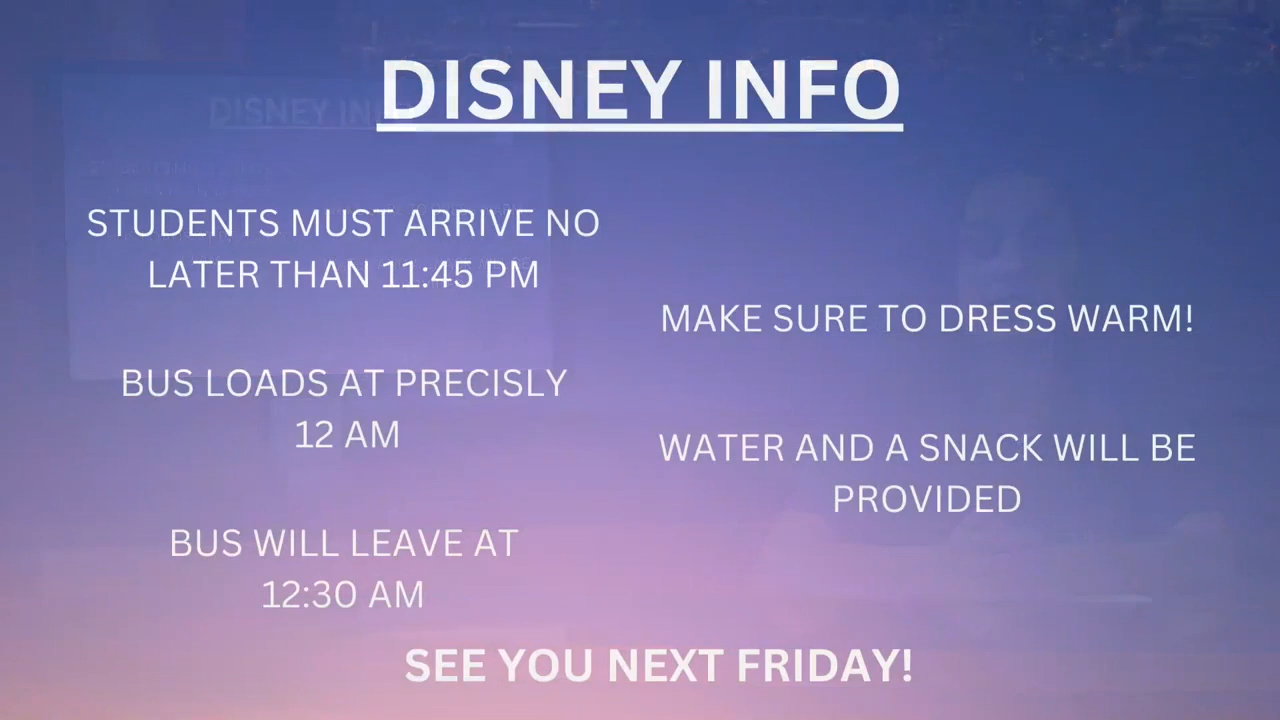 DISNEY INFO
STUDENTS MUST ARRIVE NO
LATER THAN 11:45 PM
BUS LOADS AT PRECISLY
12 AM
BUS WILL LEAVE AT
12:30 AM
MAKE SURE TO DRESS WARM!
WATER AND A SNACK WILL BE
PROVIDED
SEE YOU NEXT FRIDAY!